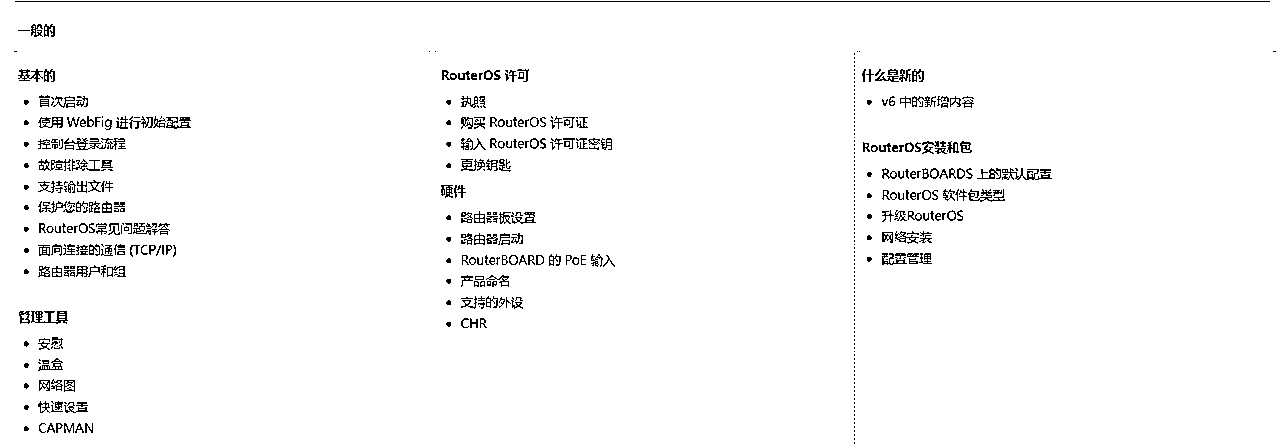 一般的
基本的
首次启动
使用 WebFig 进行初始配置
控制台登录流程
故障排除工具
支持输出文件
保护您的路由器
RouterOS常见问题解答
面向连接的通信 (TCP/IP)
路由器用户和组
管理工具
安慰
温盒
网络图
快速设置
CAPMAN
RouterOS 许可
执照
购买 RouterOS 许可证
输入 RouterOS 许可证密钥
更换钥匙
硬件
路由器板设置
路由器启动
RouterBOARD 的 PoE 输入
产品命名
支持的外设
CHR
什么是新的
v6 中的新增内容
RouterOS安装和包
RouterBOARDS 上的默认配置
RouterOS 软件包类型
升级RouterOS
网络安装
配置管理